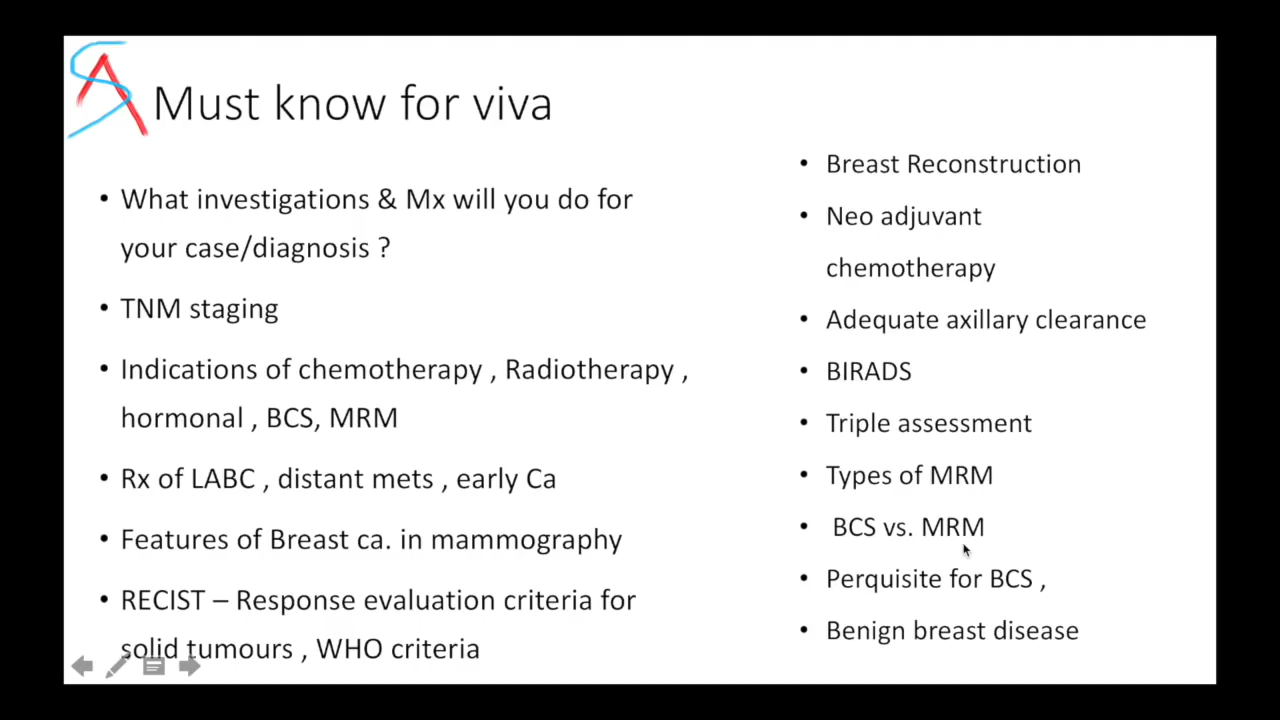 SA
Must know for viva
• What investigations & Mx will you do for
your case/diagnosis ?
• TNM staging
• Indications of chemotherapy , Radiotherapy ,
hormonal , BCS, MRM
• Rx of LABC , distant mets , early Ca
• Features of Breast ca. in mammography
• RECIST – Response evaluation criteria for
solid tumours , WHO criteria
• Breast Reconstruction
• Neo adjuvant
chemotherapy
• Adequate axillary clearance
• BIRADS
• Triple assessment
• Types of MRM
• BCS vs. MRM
• Perquisite for BCS ,
• Benign breast disease